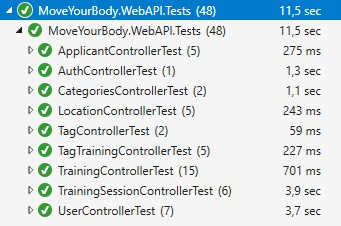 MoveYourBody.WebAPI.Tests (48) 11,5 sec
MoveYourBody.WebAPI.Tests (48) 11,5 sec
ApplicantControllerTest (5) 275 ms
AuthControllerTest (1) 1,3 sec
CategoriesControllerTest (2) 1,1 sec
LocationControllerTest (5) 243 ms
TagControllerTest (2) 59 ms
TagTrainingControllerTest (5) 227 ms
TrainingControllerTest (15) 701 ms
TrainingSessionControllerTest (6) 3,9 sec
UserControllerTest (7) 3,7 sec